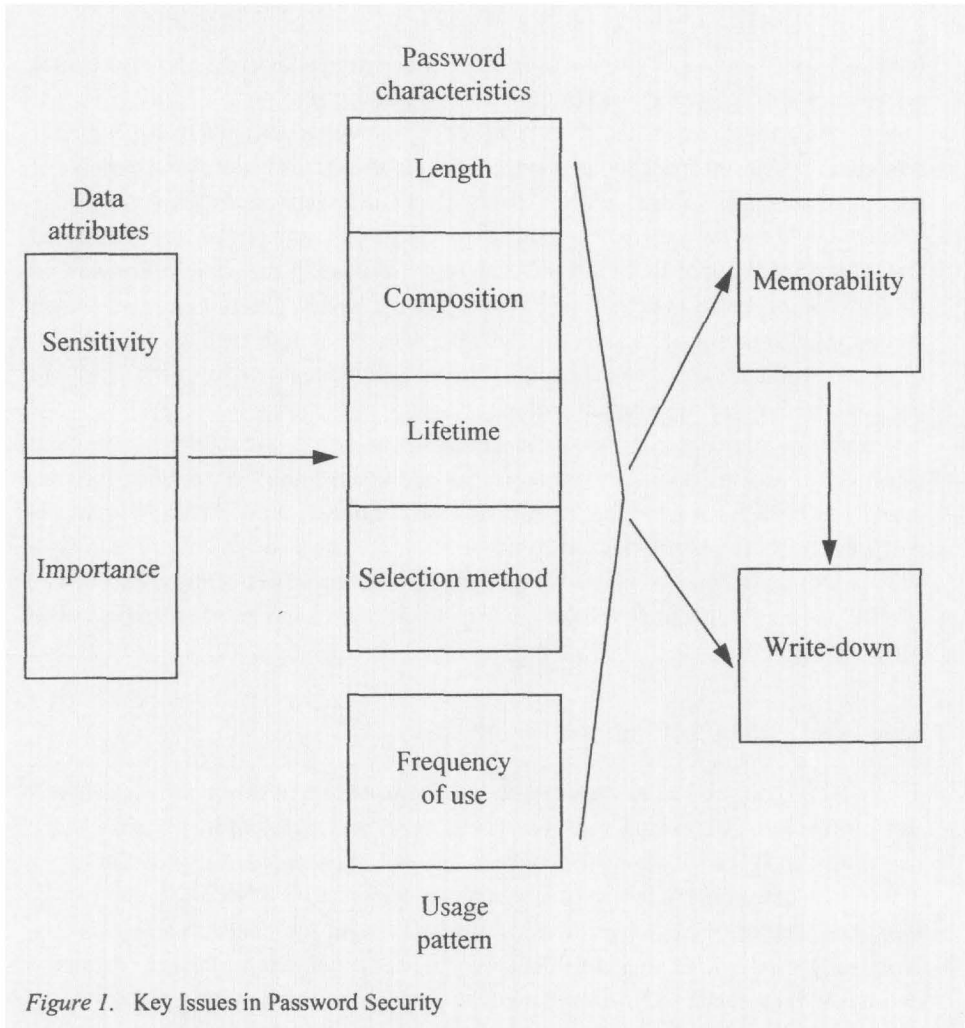 Data
attributes
Sensitivity
Importance
Password
characteristics
Length
Composition
Lifetime
Selection method
Frequency
of use
Usage
pattern
Memorability
Write-down
Figure 1. Key Issues in Password Security